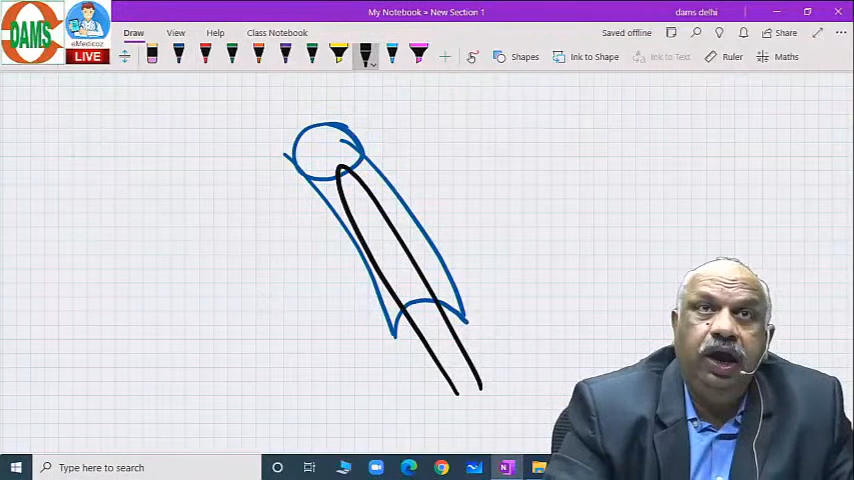 My Notebook = New Section 1
dams delhi
DAMS
eMedicoz
LIVE
Draw View Help Class Notebook
Saved offline
Share
Shapes
Ink to Shape
Ink to Text
Ruler
Maths
Type here to search